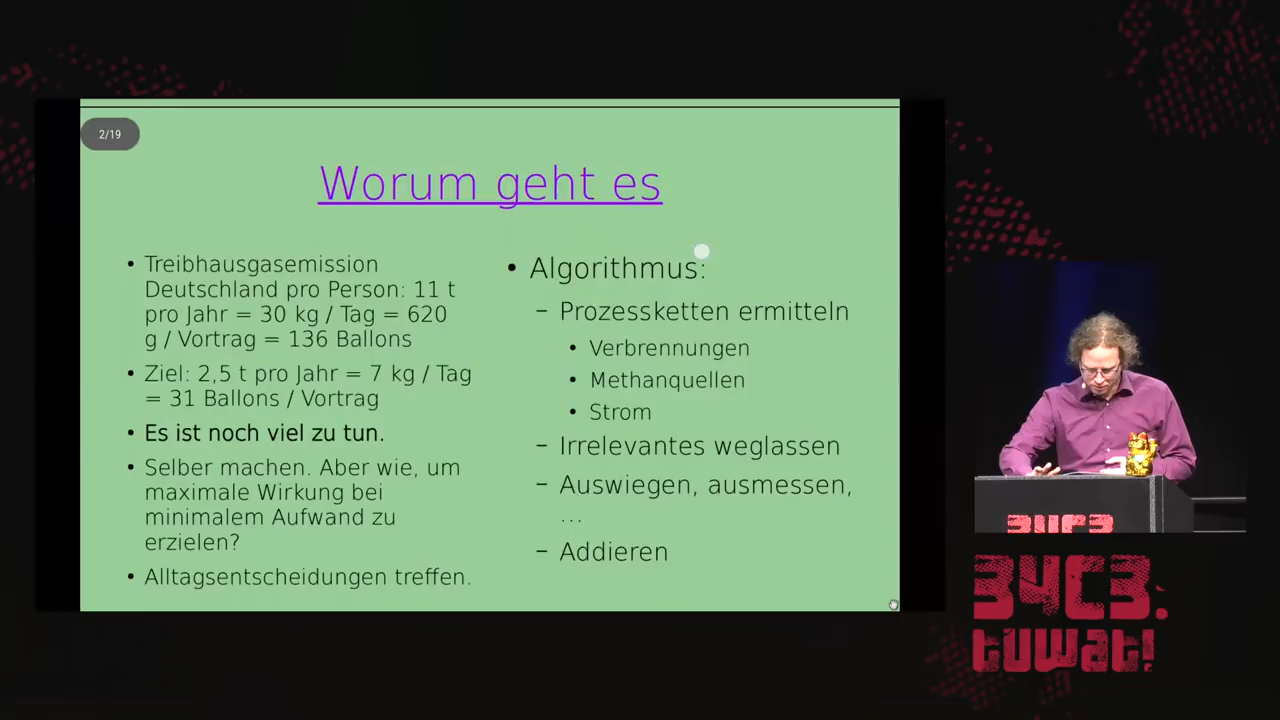 2/19
Worum geht es
• Treibhausgasemission
Deutschland pro Person: 11 t
pro Jahr = 30 kg / Tag = 620
g / Vortrag = 136 Ballons
• Ziel: 2,5 t pro Jahr = 7 kg / Tag
= 31 Ballons / Vortrag
• Es ist noch viel zu tun.
• Selber machen. Aber wie, um
maximale Wirkung bei
minimalem Aufwand zu
erzielen?
• Alltagsentscheidungen treffen.
• Algorithmus:
– Prozessketten ermitteln
• Verbrennungen
• Methanquellen
• Strom
– Irrelevantes weglassen
– Auswiegen, ausmessen,
...
– Addieren
34C3
34C3:
tuwat!